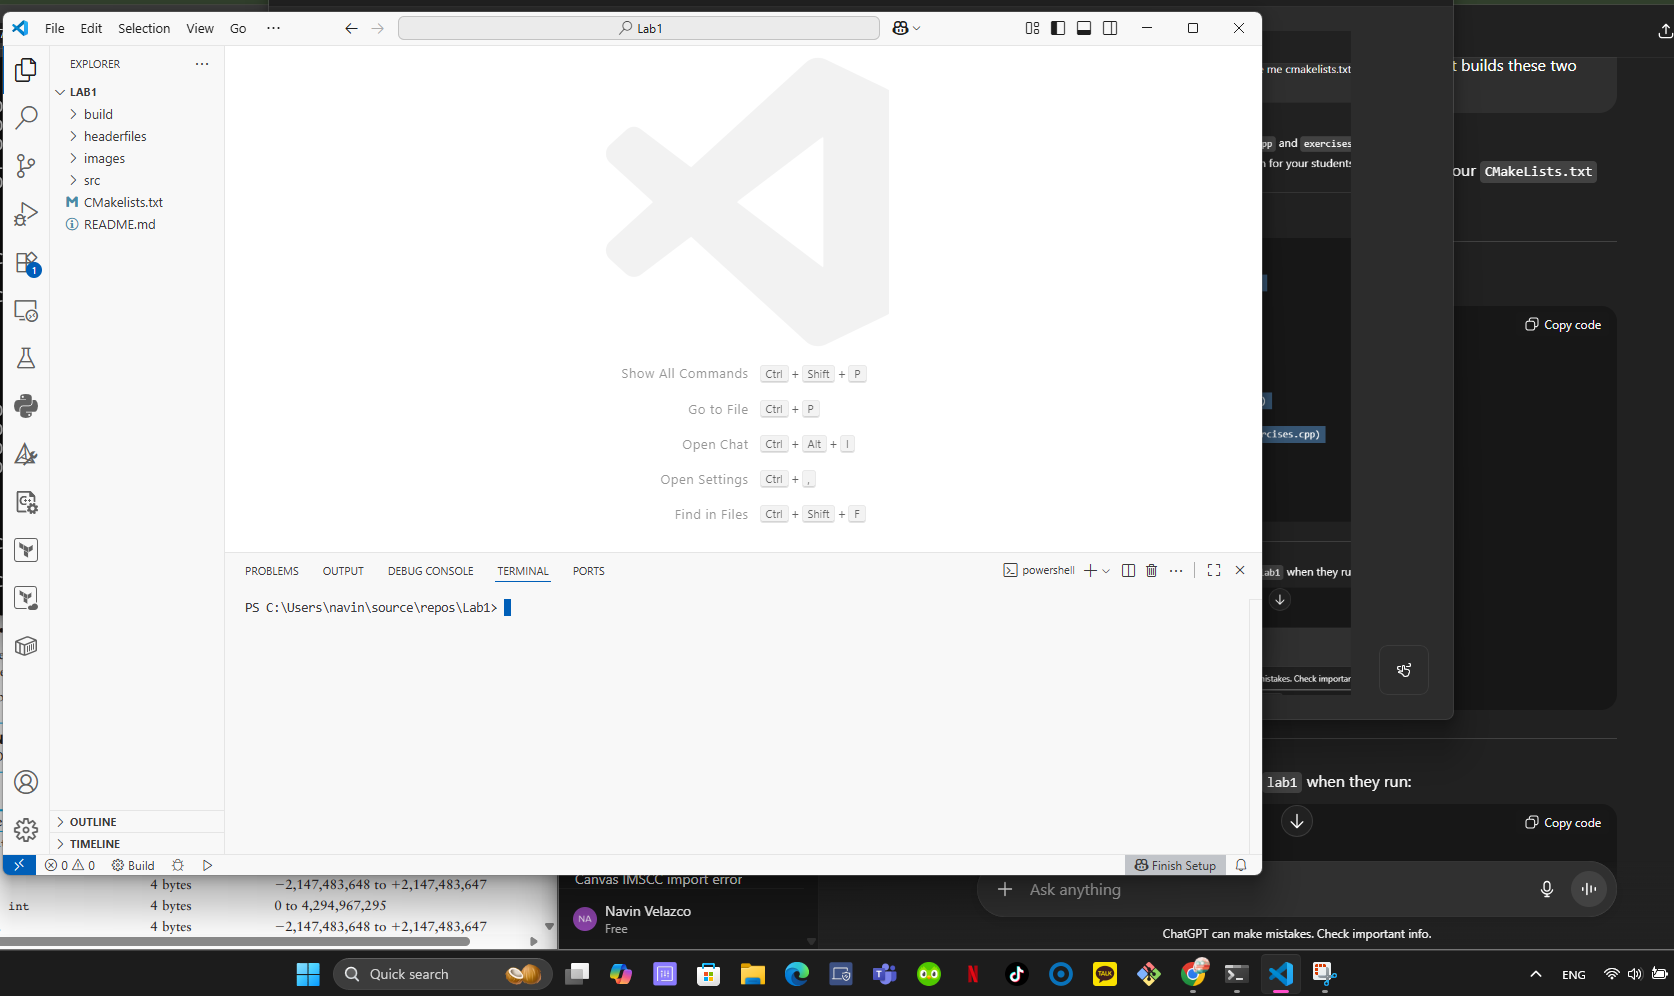 File Edit Selection View Go ···
Lab1
EXPLORER
LAB1
build
headerfiles
images
src
CMakelists.txt
README.md
1
Show All Commands Ctrl + Shift + P
Go to File Ctrl + P
Open Chat Ctrl + Alt + I
Open Settings Ctrl + ,
Find in Files Ctrl + Shift + F
PROBLEMS OUTPUT DEBUG CONSOLE TERMINAL PORTS
powershell
PS C:\Users\navin\source\repos\Lab1>
OUTLINE
TIMELINE
0 0 Build
Finish Setup
me cmakelists.txt
pp and exercises
n for your students
)
rcises.cpp)
lab1 when they ru
mistakes. Check importar
t builds these two
our CMakeLists.txt
Copy code
lab1 when they run:
Copy code
Ask anything
ChatGPT can make mistakes. Check important info.
4 bytes −2,147,483,648 to +2,147,483,647
int 4 bytes 0 to 4,294,967,295
4 bytes −2,147,483,648 to +2,147,483,647
Canvas IMSCC import error
NA
Navin Velazco
Free
Quick search
TALK
ENG